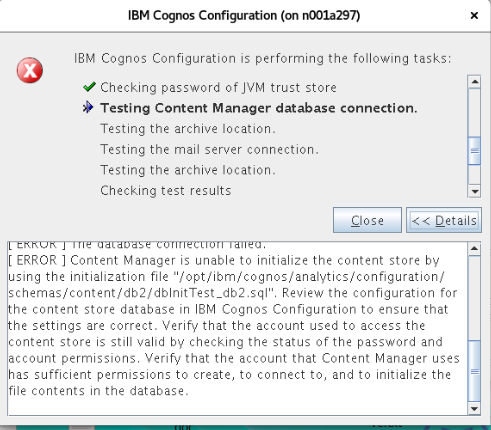 IBM Cognos Configuration (on n001a297)
IBM Cognos Configuration is performing the following tasks:
Checking password of JVM trust store
Testing Content Manager database connection.
Testing the archive location.
Testing the mail server connection.
Testing the archive location.
Checking test results
Close
<< Details
[ ERROR ] The database connection failed.
[ ERROR ] Content Manager is unable to initialize the content store by
using the initialization file "/opt/ibm/cognos/analytics/configuration/
schemas/content/db2/dbInitTest_db2.sql". Review the configuration for
the content store database in IBM Cognos Configuration to ensure that
the settings are correct. Verify that the account used to access the
content store is still valid by checking the status of the password and
account permissions. Verify that the account that Content Manager uses
has sufficient permissions to create, to connect to, and to initialize the
file contents in the database.